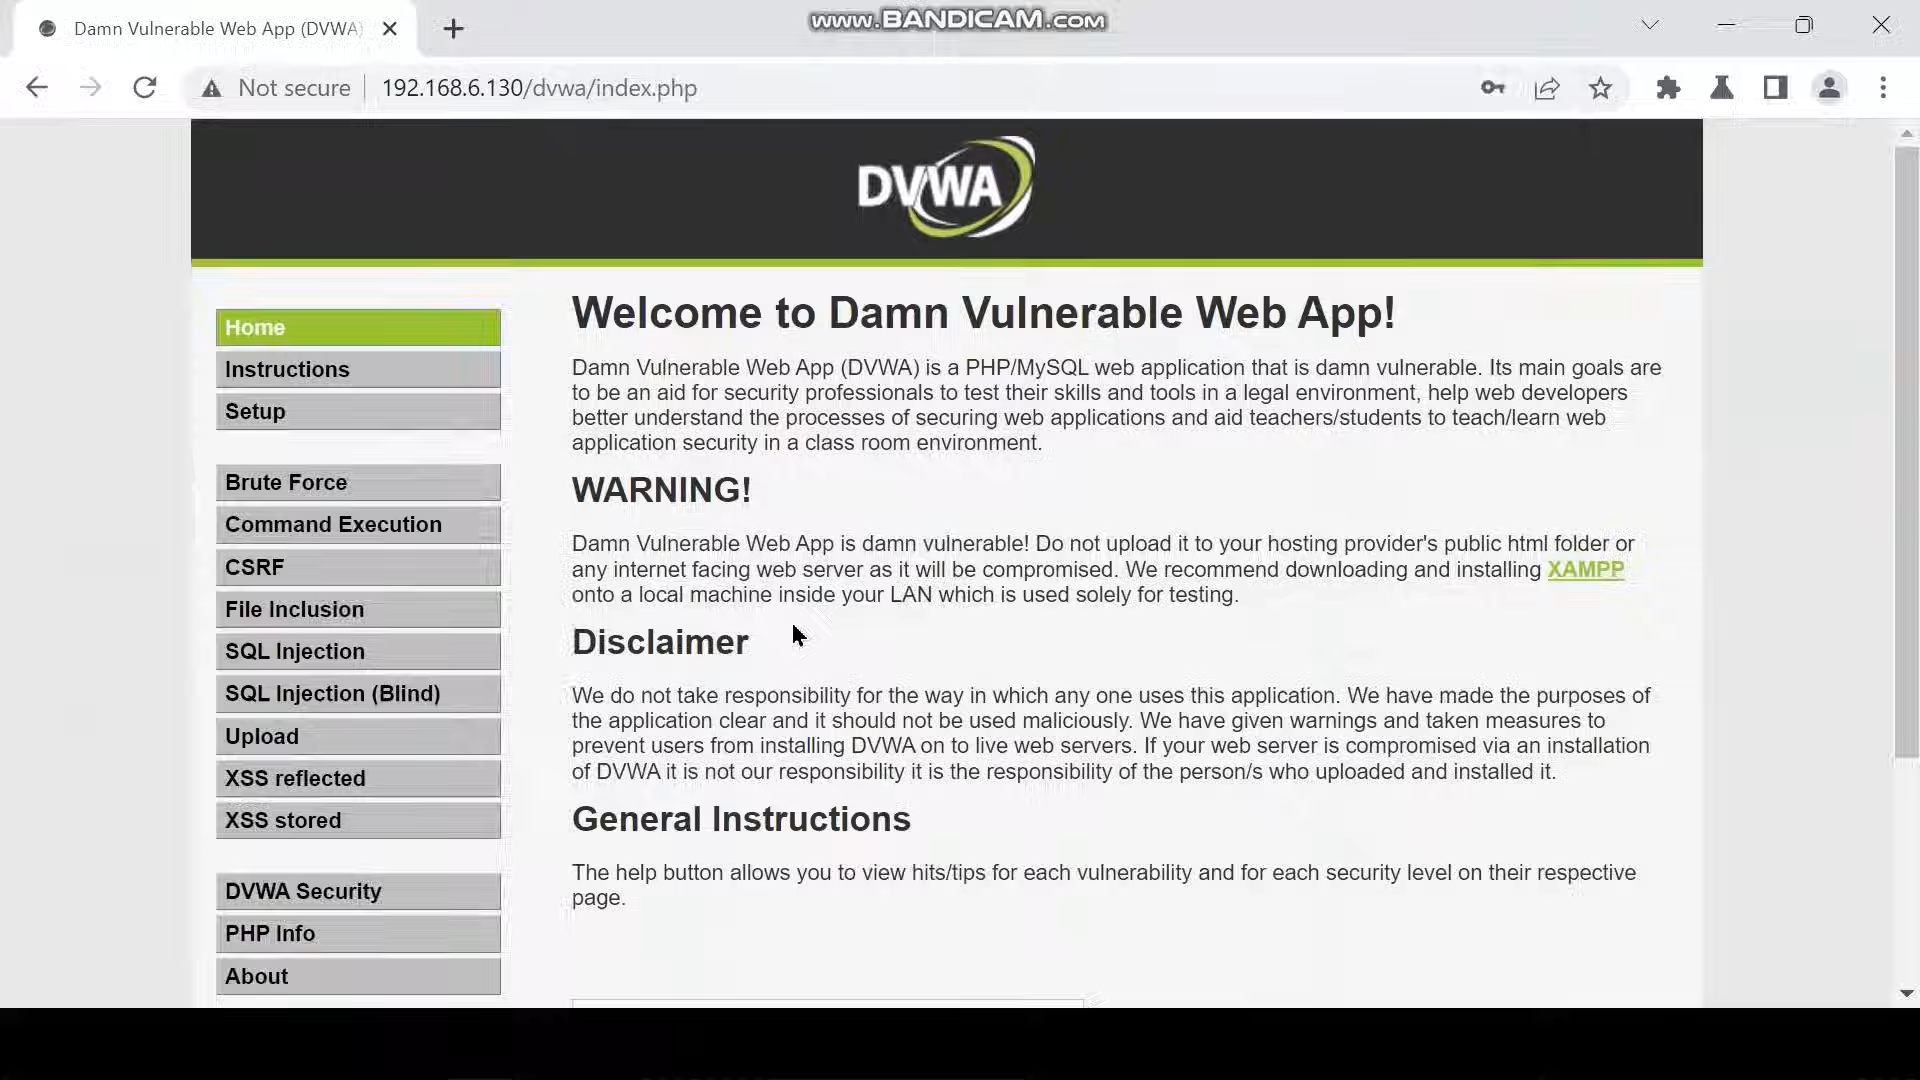 Damn Vulnerable Web App (DVWA)
www.BANDICAM.com
Not secure
192.168.6.130/dvwa/index.php
DVWA
Home
Instructions
Setup
Brute Force
Command Execution
CSRF
File Inclusion
SQL Injection
SQL Injection (Blind)
Upload
XSS reflected
XSS stored
DVWA Security
PHP Info
About
Welcome to Damn Vulnerable Web App!
Damn Vulnerable Web App (DVWA) is a PHP/MySQL web application that is damn vulnerable. Its main goals are
to be an aid for security professionals to test their skills and tools in a legal environment, help web developers
better understand the processes of securing web applications and aid teachers/students to teach/learn web
application security in a class room environment.
WARNING!
Damn Vulnerable Web App is damn vulnerable! Do not upload it to your hosting provider's public html folder or
any internet facing web server as it will be compromised. We recommend downloading and installing XAMPP
onto a local machine inside your LAN which is used solely for testing.
Disclaimer
We do not take responsibility for the way in which any one uses this application. We have made the purposes of
the application clear and it should not be used maliciously. We have given warnings and taken measures to
prevent users from installing DVWA on to live web servers. If your web server is compromised via an installation
of DVWA it is not our responsibility it is the responsibility of the person/s who uploaded and installed it.
General Instructions
The help button allows you to view hits/tips for each vulnerability and for each security level on their respective
page.